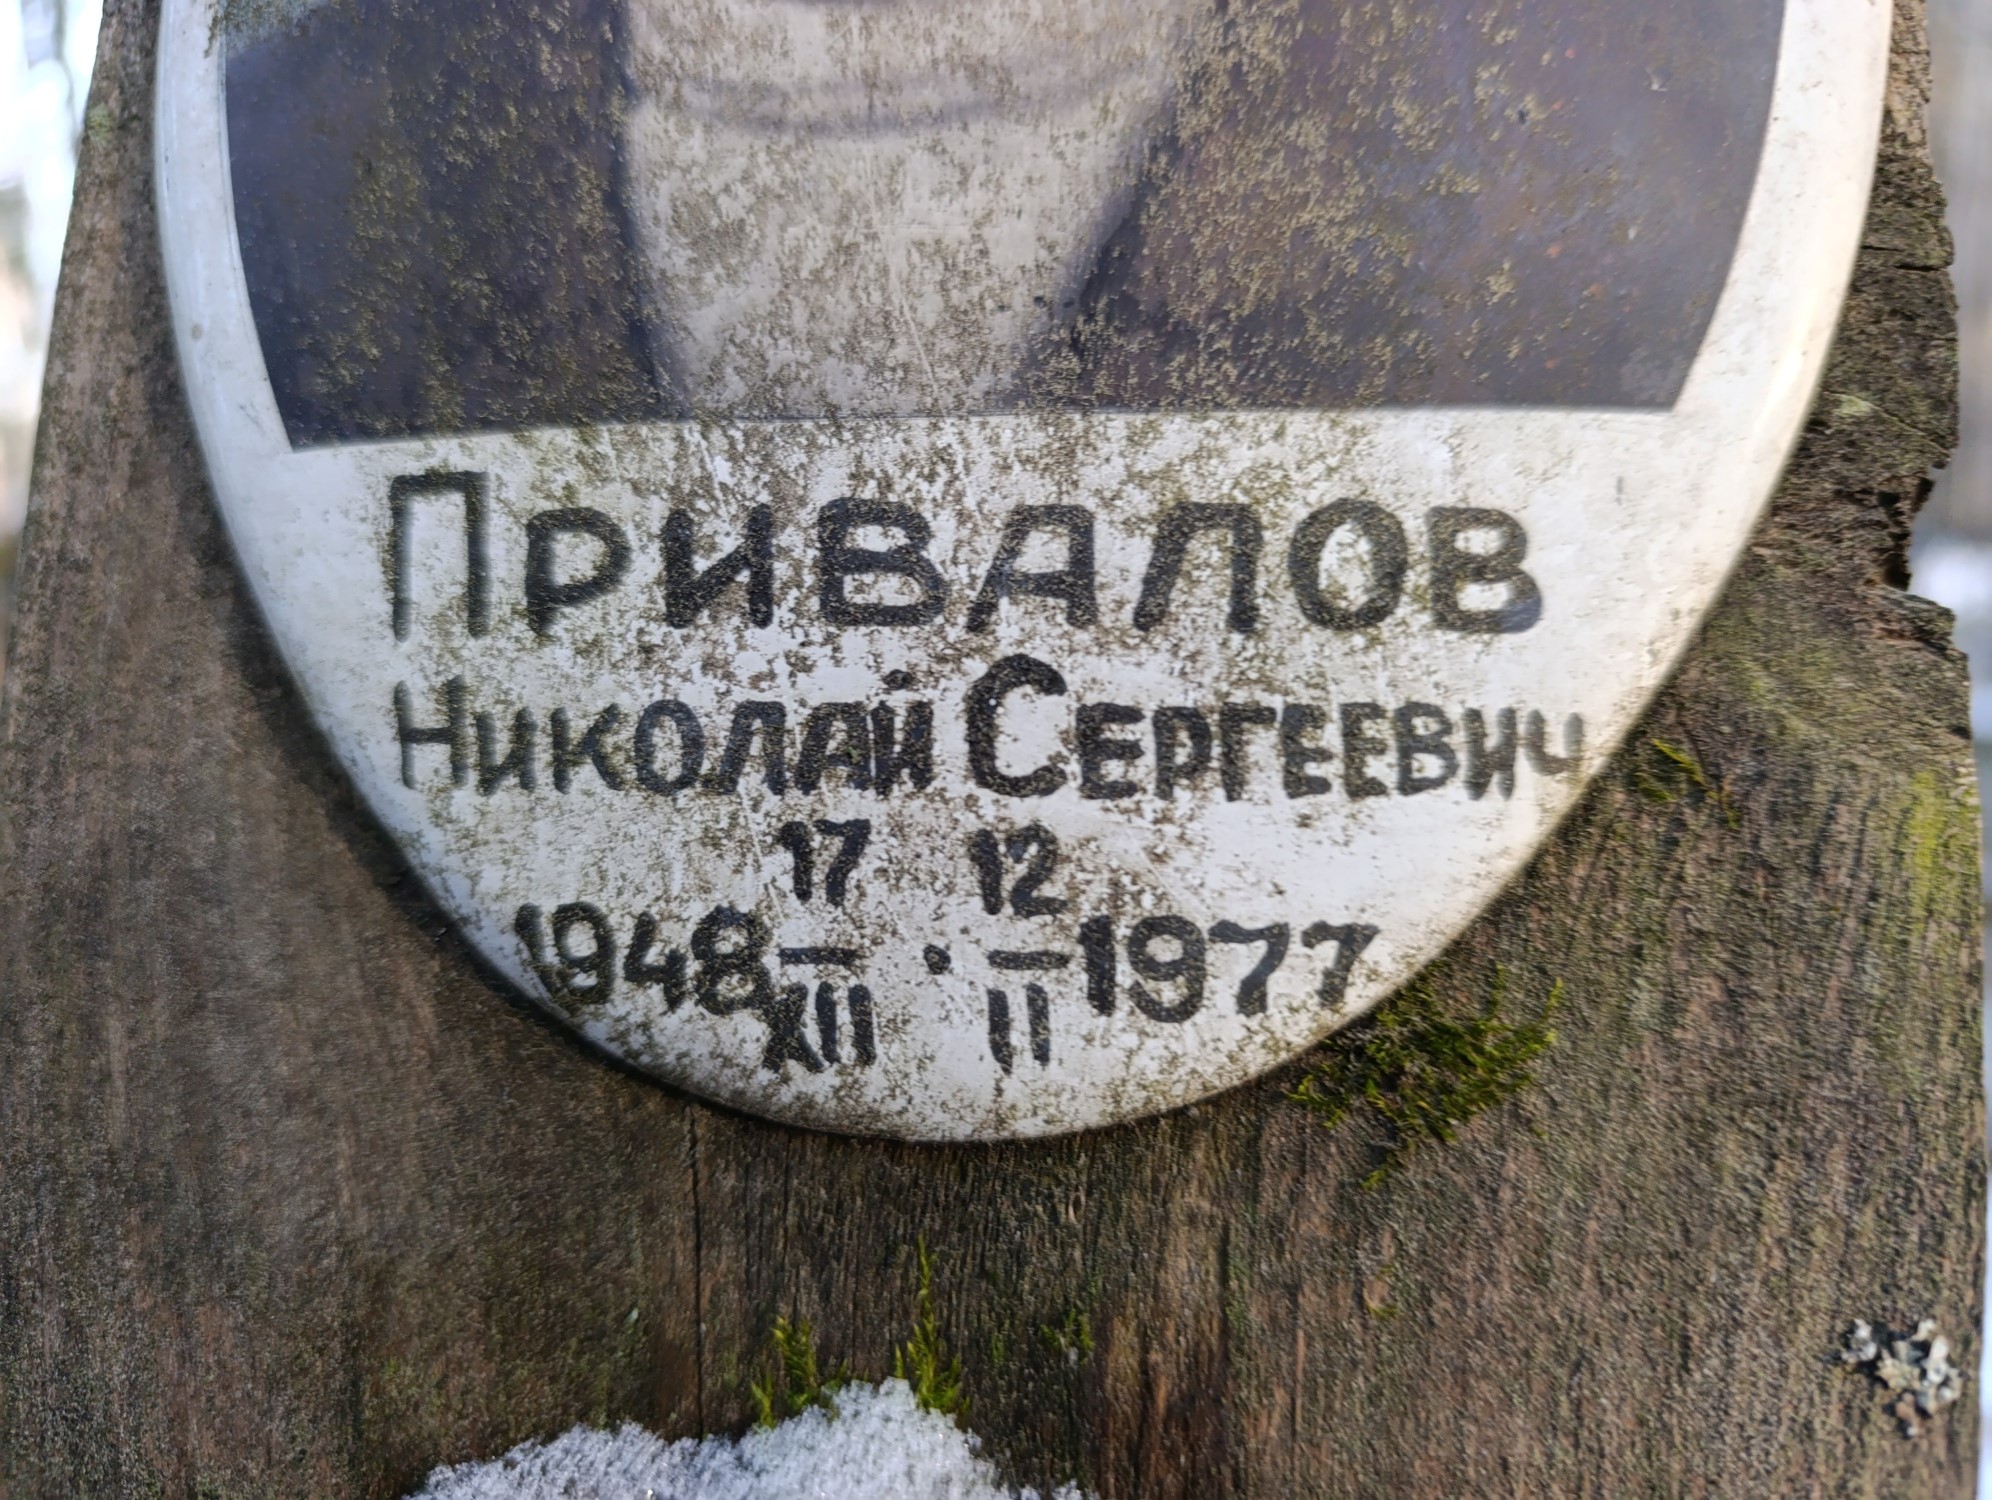 Привалов
Николай Сергеевич
17 12
1948 — • — 1977
XII II